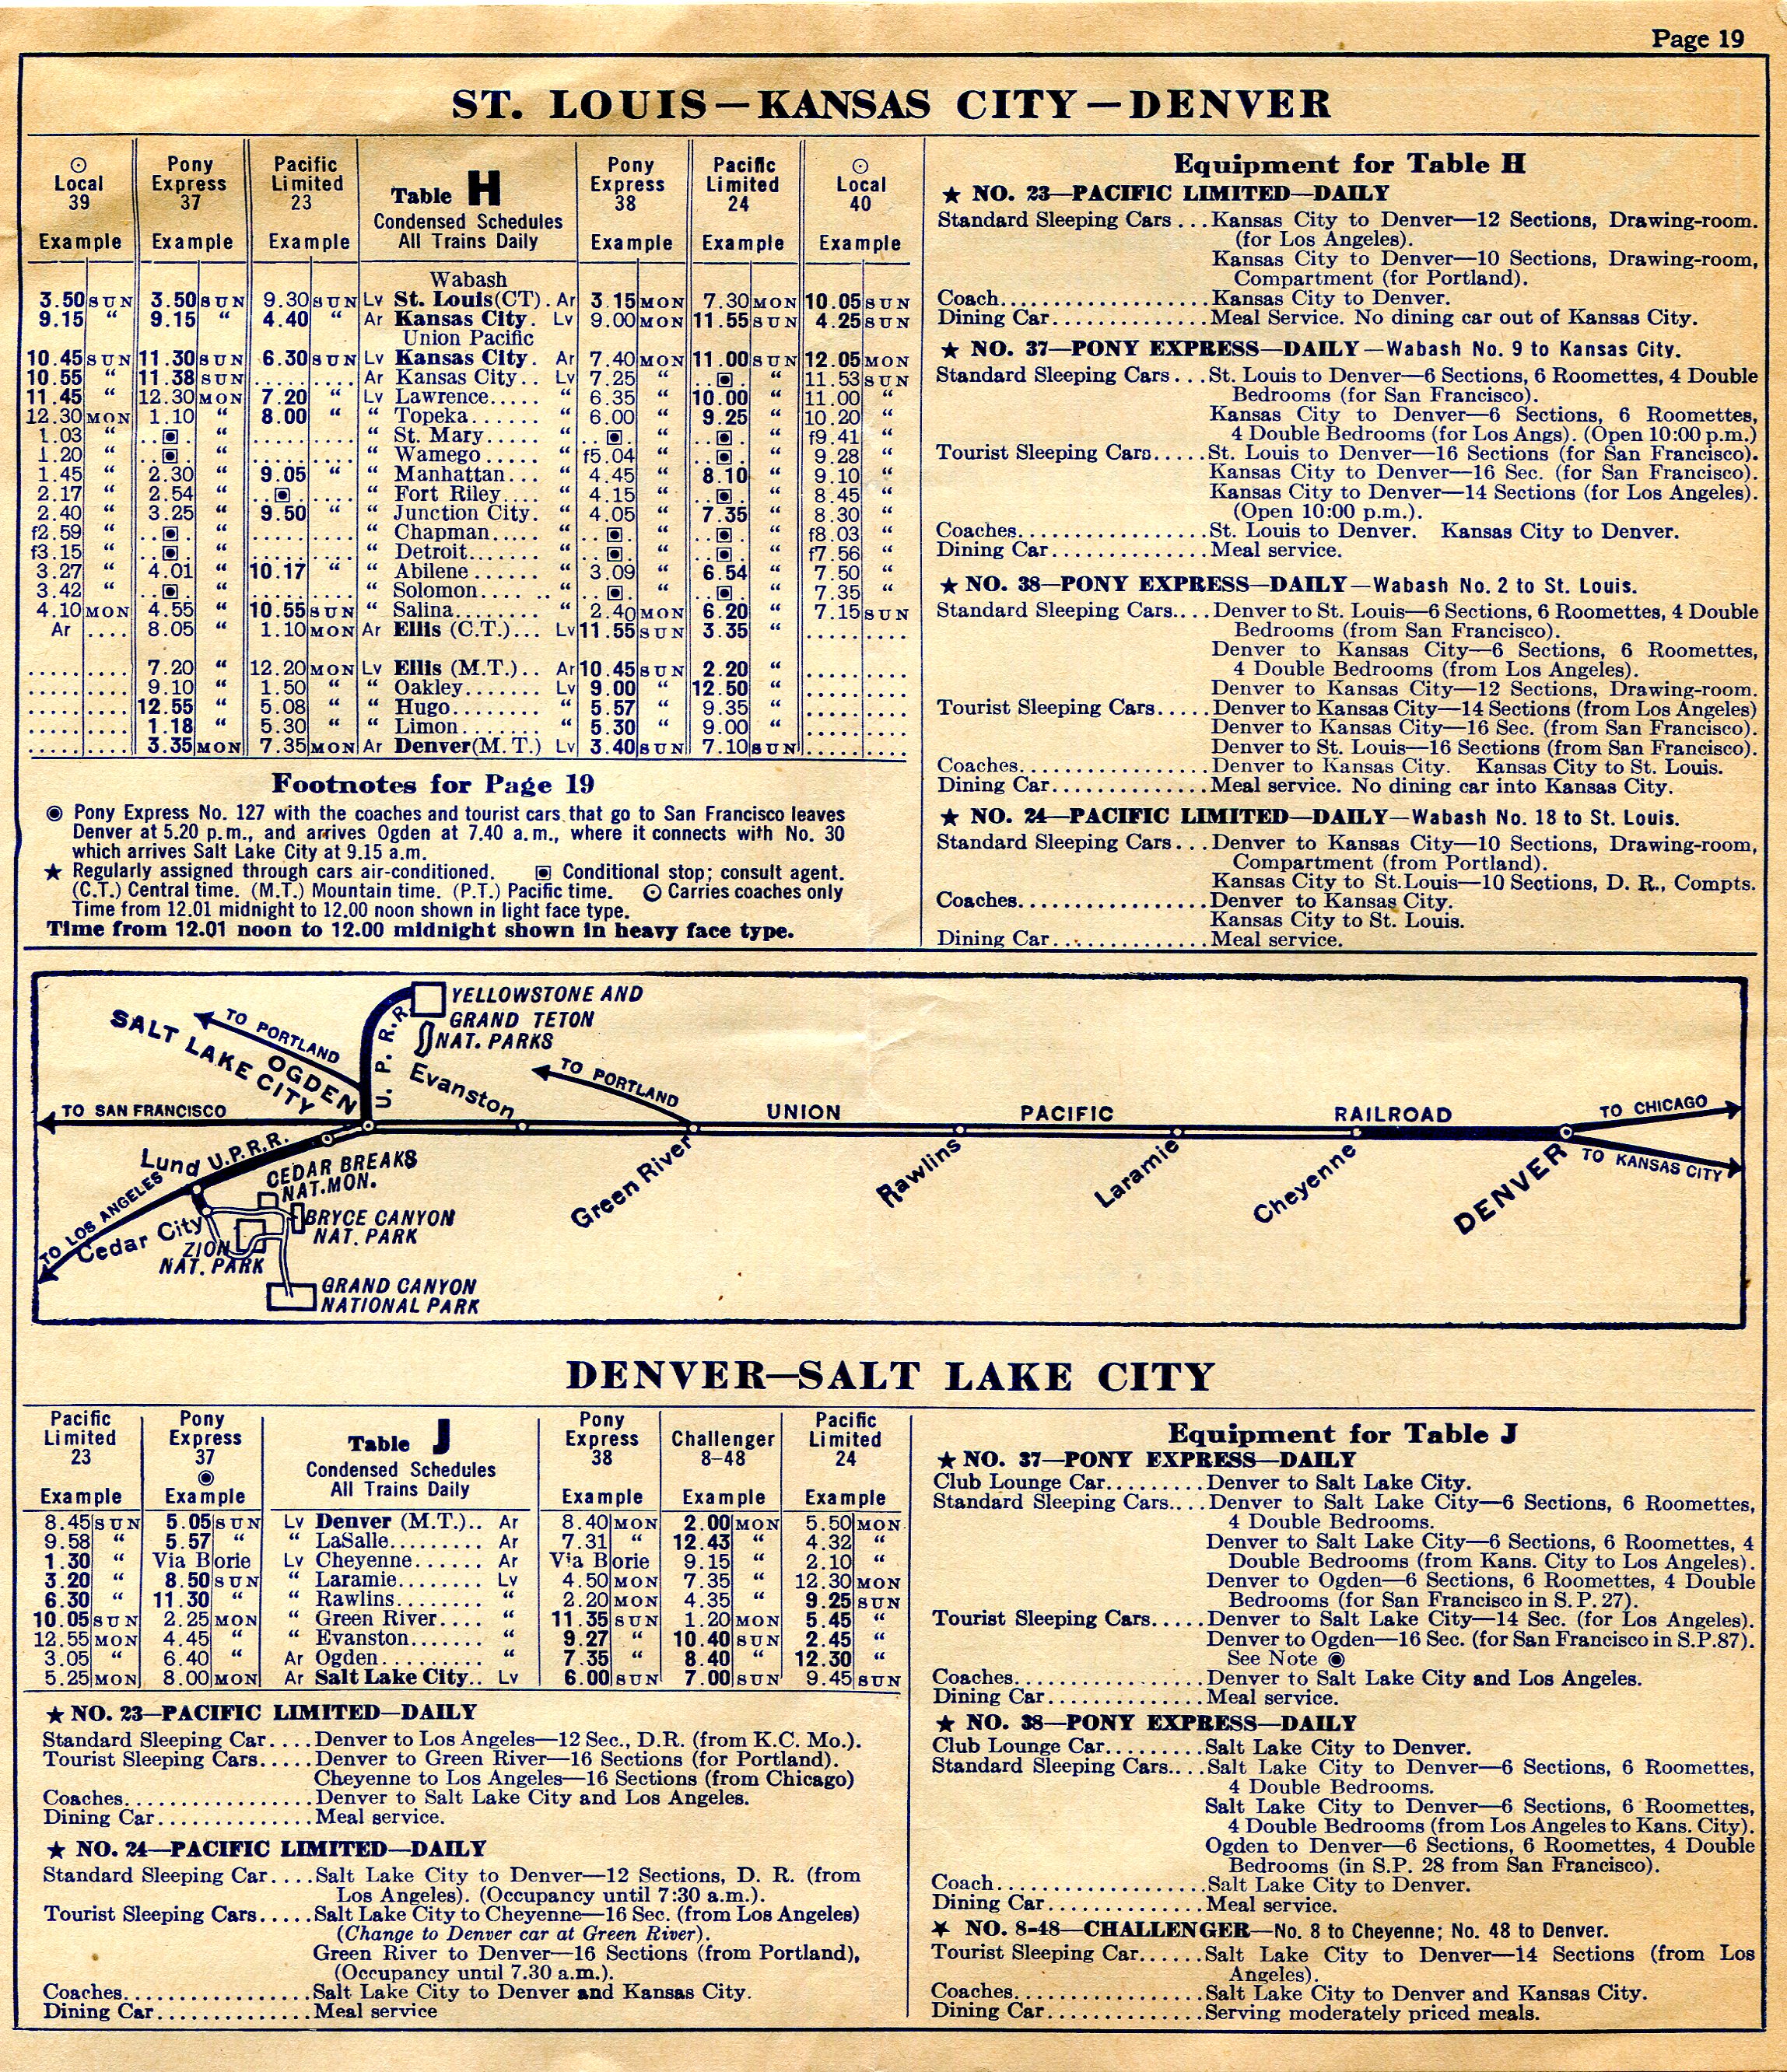 Page 19
ST. LOUIS—KANSAS CITY—DENVER
⊙ Local 39 Example | Pony Express 37 Example | Pacific Limited 23 Example | Table H Condensed Schedules All Trains Daily | Pony Express 38 Example | Pacific Limited 24 Example | ⊙ Local 40 Example
Wabash
3.50 SUN | 3.50 SUN | 9.30 SUN | Lv St. Louis(CT). Ar | 3.15 MON | 7.30 MON | 10.05 SUN
9.15 “ | 9.15 “ | 4.40 “ | Ar Kansas City. Lv | 9.00 MON | 11.55 SUN | 4.25 SUN
Union Pacific
10.45 SUN | 11.30 SUN | 6.30 SUN | Lv Kansas City. Ar | 7.40 MON | 11.00 SUN | 12.05 MON
10.55 “ | 11.38 SUN | ......... | Ar Kansas City.. Lv | 7.25 “ | ..▣. “ | 11.53 SUN
11.45 “ | 12.30 MON | 7.20 “ | Lv Lawrence..... “ | 6.35 “ | 10.00 “ | 11.00 “
12.30 MON | 1.10 “ | 8.00 “ | “ Topeka...... “ | 6.00 “ | 9.25 “ | 10.20 “
1.03 “ | ..▣. “ | ......... | “ St. Mary..... “ | ..▣. “ | ..▣. “ | f9.41 “
1.20 “ | ..▣. “ | ......... | “ Wamego..... “ | f5.04 “ | ..▣. “ | 9.28 “
1.45 “ | 2.30 “ | 9.05 “ | “ Manhattan... “ | 4.45 “ | 8.10 “ | 9.10 “
2.17 “ | 2.54 “ | ..▣..... | “ Fort Riley.... “ | 4.15 “ | ..▣. “ | 8.45 “
2.40 “ | 3.25 “ | 9.50 “ | “ Junction City. “ | 4.05 “ | 7.35 “ | 8.30 “
f2.59 “ | ..▣. “ | ......... | “ Chapman..... “ | ..▣. “ | ..▣. “ | f8.03 “
f3.15 “ | ..▣. “ | ......... | “ Detroit....... “ | ..▣. “ | ..▣. “ | f7.56 “
3.27 “ | 4.01 “ | 10.17 “ | “ Abilene...... “ | 3.09 “ | 6.54 “ | 7.50 “
3.42 “ | ..▣. “ | ......... | “ Solomon..... “ | ..▣. “ | ..▣. “ | 7.35 “
4.10 MON | 4.55 “ | 10.55 SUN | “ Salina........ “ | 2.40 MON | 6.20 “ | 7.15 SUN
Ar .... | 8.05 “ | 1.10 MON | Ar Ellis (C.T.)... Lv | 11.55 SUN | 3.35 “ | .........
......... | 7.20 “ | 12.20 MON | Lv Ellis (M.T.).. Ar | 10.45 SUN | 2.20 “ | .........
......... | 9.10 “ | 1.50 “ | “ Oakley....... Lv | 9.00 “ | 12.50 “ | .........
......... | 12.55 “ | 5.08 “ | “ Hugo........ “ | 5.57 “ | 9.35 “ | .........
......... | 1.18 “ | 5.30 “ | “ Limon....... “ | 5.30 “ | 9.00 “ | .........
......... | 3.35 MON | 7.35 MON | Ar Denver(M.T.) Lv | 3.40 SUN | 7.10 SUN | .........
Footnotes for Page 19
◉ Pony Express No. 127 with the coaches and tourist cars that go to San Francisco leaves
Denver at 5.20 p.m., and arrives Ogden at 7.40 a.m., where it connects with No. 30
which arrives Salt Lake City at 9.15 a.m.
★ Regularly assigned through cars air-conditioned. ▣ Conditional stop; consult agent.
(C.T.) Central time. (M.T.) Mountain time. (P.T.) Pacific time. ⊙ Carries coaches only
Time from 12.01 midnight to 12.00 noon shown in light face type.
Time from 12.01 noon to 12.00 midnight shown in heavy face type.
Equipment for Table H
★ NO. 23—PACIFIC LIMITED—DAILY
Standard Sleeping Cars ...Kansas City to Denver—12 Sections, Drawing-room.
(for Los Angeles).
Kansas City to Denver—10 Sections, Drawing-room,
Compartment (for Portland).
Coach....................Kansas City to Denver.
Dining Car...............Meal Service. No dining car out of Kansas City.
★ NO. 37—PONY EXPRESS—DAILY—Wabash No. 9 to Kansas City.
Standard Sleeping Cars...St. Louis to Denver—6 Sections, 6 Roomettes, 4 Double
Bedrooms (for San Francisco).
Kansas City to Denver—6 Sections, 6 Roomettes,
4 Double Bedrooms (for Los Angs). (Open 10:00 p.m.)
Tourist Sleeping Cars.....St. Louis to Denver—16 Sections (for San Francisco).
Kansas City to Denver—16 Sec. (for San Francisco).
Kansas City to Denver—14 Sections (for Los Angeles).
(Open 10:00 p.m.).
Coaches..................St. Louis to Denver. Kansas City to Denver.
Dining Car...............Meal service.
★ NO. 38—PONY EXPRESS—DAILY—Wabash No. 2 to St. Louis.
Standard Sleeping Cars....Denver to St. Louis—6 Sections, 6 Roomettes, 4 Double
Bedrooms (from San Francisco).
Denver to Kansas City—6 Sections, 6 Roomettes,
4 Double Bedrooms (from Los Angeles).
Denver to Kansas City—12 Sections, Drawing-room.
Tourist Sleeping Cars.....Denver to Kansas City—14 Sections (from Los Angeles)
Denver to Kansas City—16 Sec. (from San Francisco).
Denver to St. Louis—16 Sections (from San Francisco).
Coaches..................Denver to Kansas City. Kansas City to St. Louis.
Dining Car...............Meal service. No dining car into Kansas City.
★ NO. 24—PACIFIC LIMITED—DAILY—Wabash No. 18 to St. Louis.
Standard Sleeping Cars...Denver to Kansas City—10 Sections, Drawing-room,
Compartment (from Portland).
Kansas City to St.Louis—10 Sections, D. R., Compts.
Coaches..................Denver to Kansas City.
Kansas City to St. Louis.
Dining Car...............Meal service.
YELLOWSTONE AND
GRAND TETON
NAT. PARKS
U. P. R.R.
TO PORTLAND
SALT LAKE CITY
OGDEN
Evanston
TO PORTLAND
TO SAN FRANCISCO
UNION PACIFIC RAILROAD
TO CHICAGO
TO KANSAS CITY
Lund
U.P.R.R.
Green River
Rawlins
Laramie
Cheyenne
DENVER
TO LOS ANGELES
CEDAR BREAKS
NAT.MON.
Cedar City
BRYCE CANYON
NAT. PARK
ZION
NAT. PARK
GRAND CANYON
NATIONAL PARK
DENVER—SALT LAKE CITY
Pacific Limited 23 Example | Pony Express 37 ◉ Example | Table J Condensed Schedules All Trains Daily | Pony Express 38 Example | Challenger 8-48 Example | Pacific Limited 24 Example
8.45 SUN | 5.05 SUN | Lv Denver (M.T.).. Ar | 8.40 MON | 2.00 MON | 5.50 MON
9.58 “ | 5.57 “ | “ LaSalle........ Ar | 7.31 “ | 12.43 “ | 4.32 “
1.30 “ | Via Borie | Lv Cheyenne...... Ar | Via Borie | 9.15 “ | 2.10 “
3.20 “ | 8.50 SUN | “ Laramie........ Lv | 4.50 MON | 7.35 “ | 12.30 MON
6.30 “ | 11.30 “ | “ Rawlins........ “ | 2.20 MON | 4.35 “ | 9.25 SUN
10.05 SUN | 2.25 MON | “ Green River.... “ | 11.35 SUN | 1.20 MON | 5.45 “
12.55 MON | 4.45 “ | “ Evanston....... “ | 9.27 “ | 10.40 SUN | 2.45 “
3.05 “ | 6.40 “ | Ar Ogden......... “ | 7.35 “ | 8.40 “ | 12.30 “
5.25 MON | 8.00 MON | Ar Salt Lake City.. Lv | 6.00 SUN | 7.00 SUN | 9.45 SUN
★ NO. 23—PACIFIC LIMITED—DAILY
Standard Sleeping Car....Denver to Los Angeles—12 Sec., D.R. (from K.C. Mo.).
Tourist Sleeping Cars.....Denver to Green River—16 Sections (for Portland).
Cheyenne to Los Angeles—16 Sections (from Chicago)
Coaches.................Denver to Salt Lake City and Los Angeles.
Dining Car..............Meal service.
★ NO. 24—PACIFIC LIMITED—DAILY
Standard Sleeping Car....Salt Lake City to Denver—12 Sections, D. R. (from
Los Angeles). (Occupancy until 7:30 a.m.).
Tourist Sleeping Cars.....Salt Lake City to Cheyenne—16 Sec. (from Los Angeles)
(Change to Denver car at Green River).
Green River to Denver—16 Sections (from Portland),
(Occupancy until 7.30 a.m.).
Coaches.................Salt Lake City to Denver and Kansas City.
Dining Car..............Meal service
Equipment for Table J
★ NO. 37—PONY EXPRESS—DAILY
Club Lounge Car.........Denver to Salt Lake City.
Standard Sleeping Cars....Denver to Salt Lake City—6 Sections, 6 Roomettes,
4 Double Bedrooms.
Denver to Salt Lake City—6 Sections, 6 Roomettes, 4
Double Bedrooms (from Kans. City to Los Angeles).
Denver to Ogden—6 Sections, 6 Roomettes, 4 Double
Bedrooms (for San Francisco in S.P. 27).
Tourist Sleeping Cars.....Denver to Salt Lake City—14 Sec. (for Los Angeles).
Denver to Ogden—16 Sec. (for San Francisco in S.P.87).
See Note ◉
Coaches..................Denver to Salt Lake City and Los Angeles.
Dining Car...............Meal service.
★ NO. 38—PONY EXPRESS—DAILY
Club Lounge Car.........Salt Lake City to Denver.
Standard Sleeping Cars....Salt Lake City to Denver—6 Sections, 6 Roomettes,
4 Double Bedrooms.
Salt Lake City to Denver—6 Sections, 6 Roomettes,
4 Double Bedrooms (from Los Angeles to Kans. City).
Ogden to Denver—6 Sections, 6 Roomettes, 4 Double
Bedrooms (in S.P. 28 from San Francisco).
Coach....................Salt Lake City to Denver.
Dining Car...............Meal service.
★ NO. 8-48—CHALLENGER—No. 8 to Cheyenne; No. 48 to Denver.
Tourist Sleeping Car......Salt Lake City to Denver—14 Sections (from Los
Angeles).
Coaches..................Salt Lake City to Denver and Kansas City.
Dining Car...............Serving moderately priced meals.